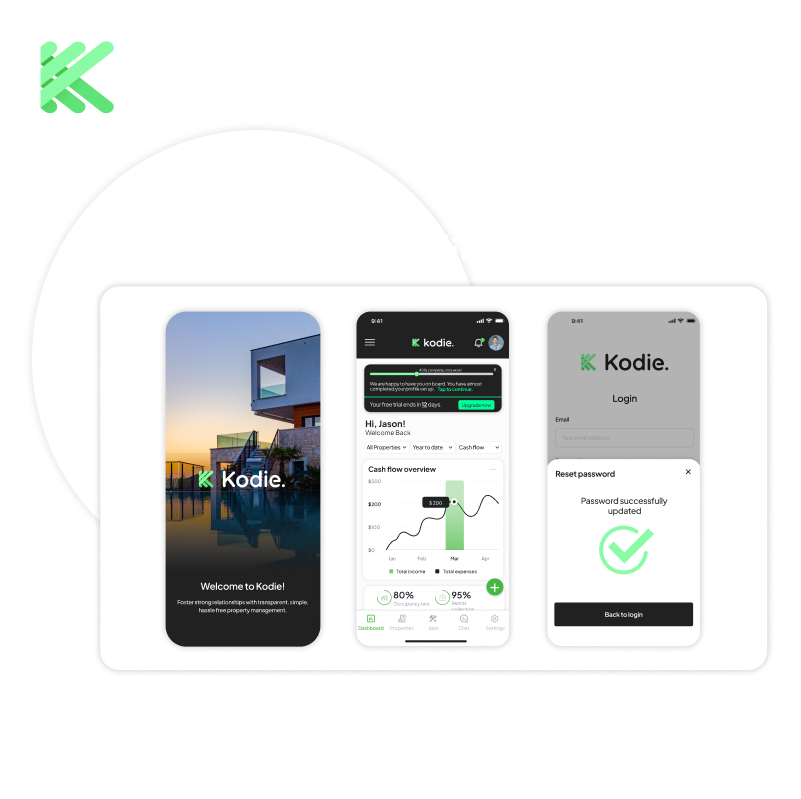 Kodie.
Welcome to Kodie!
Foster strong relationships with transparent, simple,
hassle free property management.
9:41
kodie.
We are happy to have you on board. You have almost
completed your profile set up. Tap to continue.
Your free trial ends in 12 days.
Upgrade now
Hi, Jason!
Welcome Back
All Properties
Year to date
Cash flow
Cash flow overview
$300
$200
$100
$0
$200
Jan
Feb
Mar
Apr
Total income
Total expenses
80%
Occupancy rate
95%
Rental
collection
Dashboard
Properties
Jobs
Chat
Settings
9:41
Kodie.
Login
Email
Your email address
Reset password
Password successfully
updated
Back to login